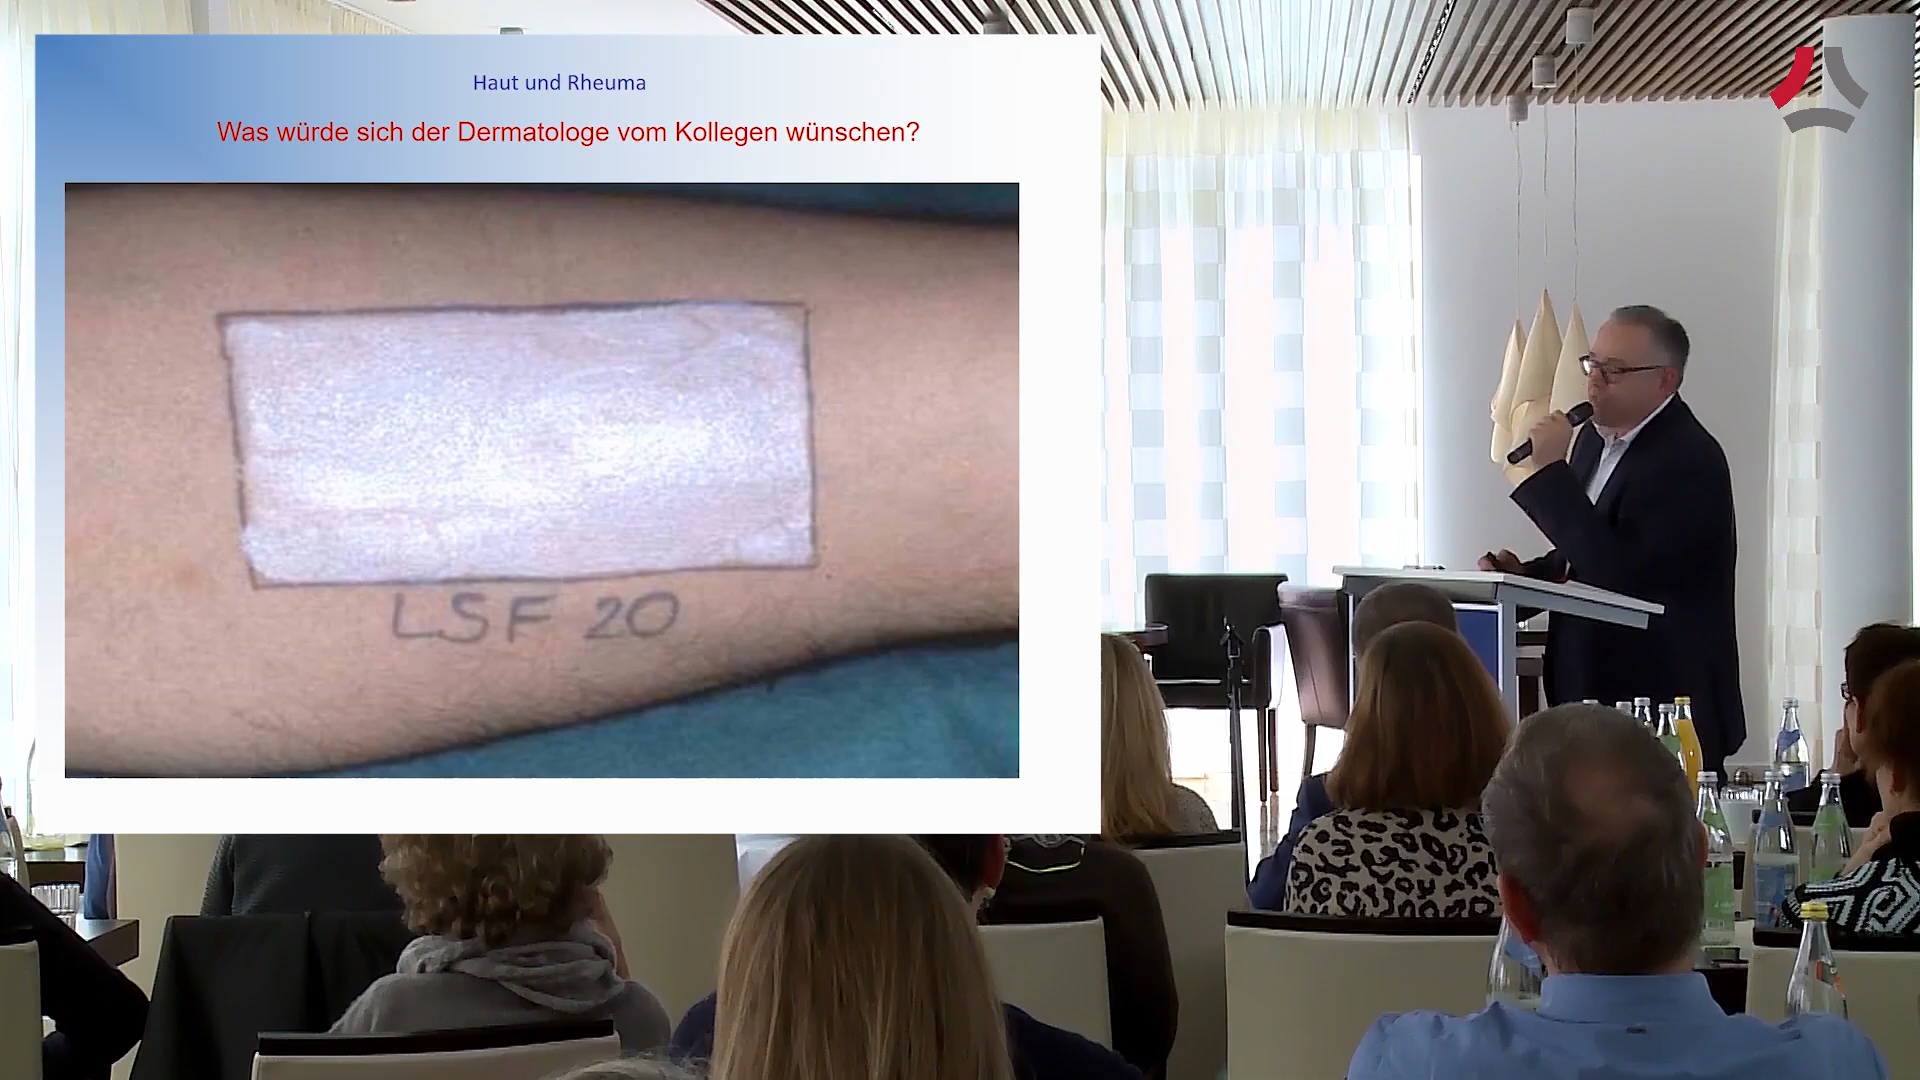 Haut und Rheuma
Was würde sich der Dermatologe vom Kollegen wünschen?
LSF 20